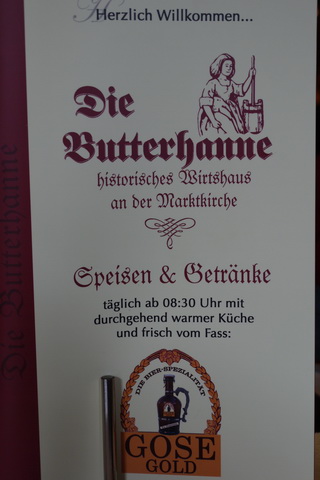 Herzlich Willkommen...
Die
Butterhanne
historisches Wirtshaus
an der Marktkirche
Speisen & Getränke
täglich ab 08:30 Uhr mit
durchgehend warmer Küche
und frisch vom Fass:
DIE BIER-SPEZIALITÄT
GOSE
GOLD
Die Butterhanne